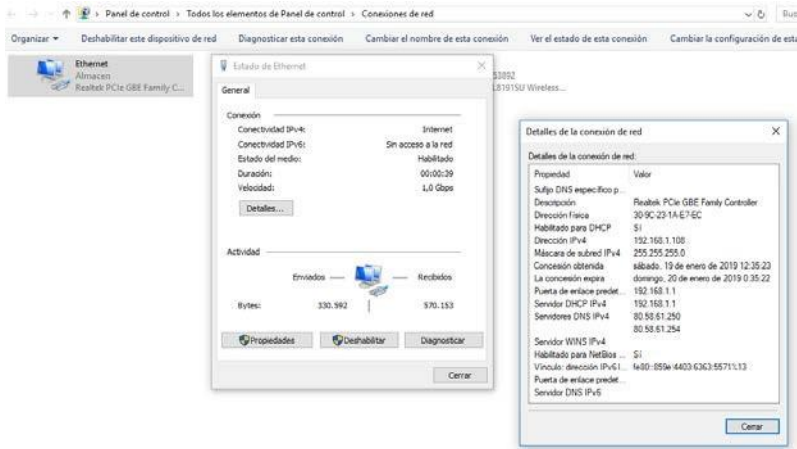 Panel de control > Todos los elementos de Panel de control > Conexiones de red
Organizar Deshabilitar este dispositivo de red Diagnosticar esta conexión Cambiar el nombre de esta conexión Ver el estado de esta conexión Cambiar la configuración de
Ethernet
Almacen
Realtek PCIe GBE Family C...
Wireless...
Estado de Ethernet
General
Conexión
Conectividad IPv4: Internet
Conectividad IPv6: Sin acceso a la red
Estado del medio: Habilitado
Duración: 00:00:39
Velocidad: 1,0 Gbps
Detalles...
Actividad
Enviados Recibidos
Bytes: 330.592 570.153
Propiedades Deshabilitar Diagnosticar
Cerrar
Detalles de la conexión de red
Detalles de la conexión de red:
Propiedad Valor
Sufijo DNS específico p...
Descripción Realtek PCIe GBE Family Controller
Dirección física 30-9C-23-1A-E7-EC
Habilitado para DHCP Sí
Dirección IPv4 192.168.1.108
Máscara de subred IPv4 255.255.255.0
Concesión obtenida sábado, 19 de enero de 2019 12:35:23
La concesión expira domingo, 20 de enero de 2019 0:35:22
Puerta de enlace predet... 192.168.1.1
Servidor DHCP IPv4 192.168.1.1
Servidores DNS IPv4 80.58.61.250
80.58.61.254
Servidor WINS IPv4
Habilitado para NetBios ... Sí
Vínculo: dirección IPv6 l... fe80::859e:4403:6363:5571%13
Puerta de enlace predet...
Servidor DNS IPv6
Cerrar